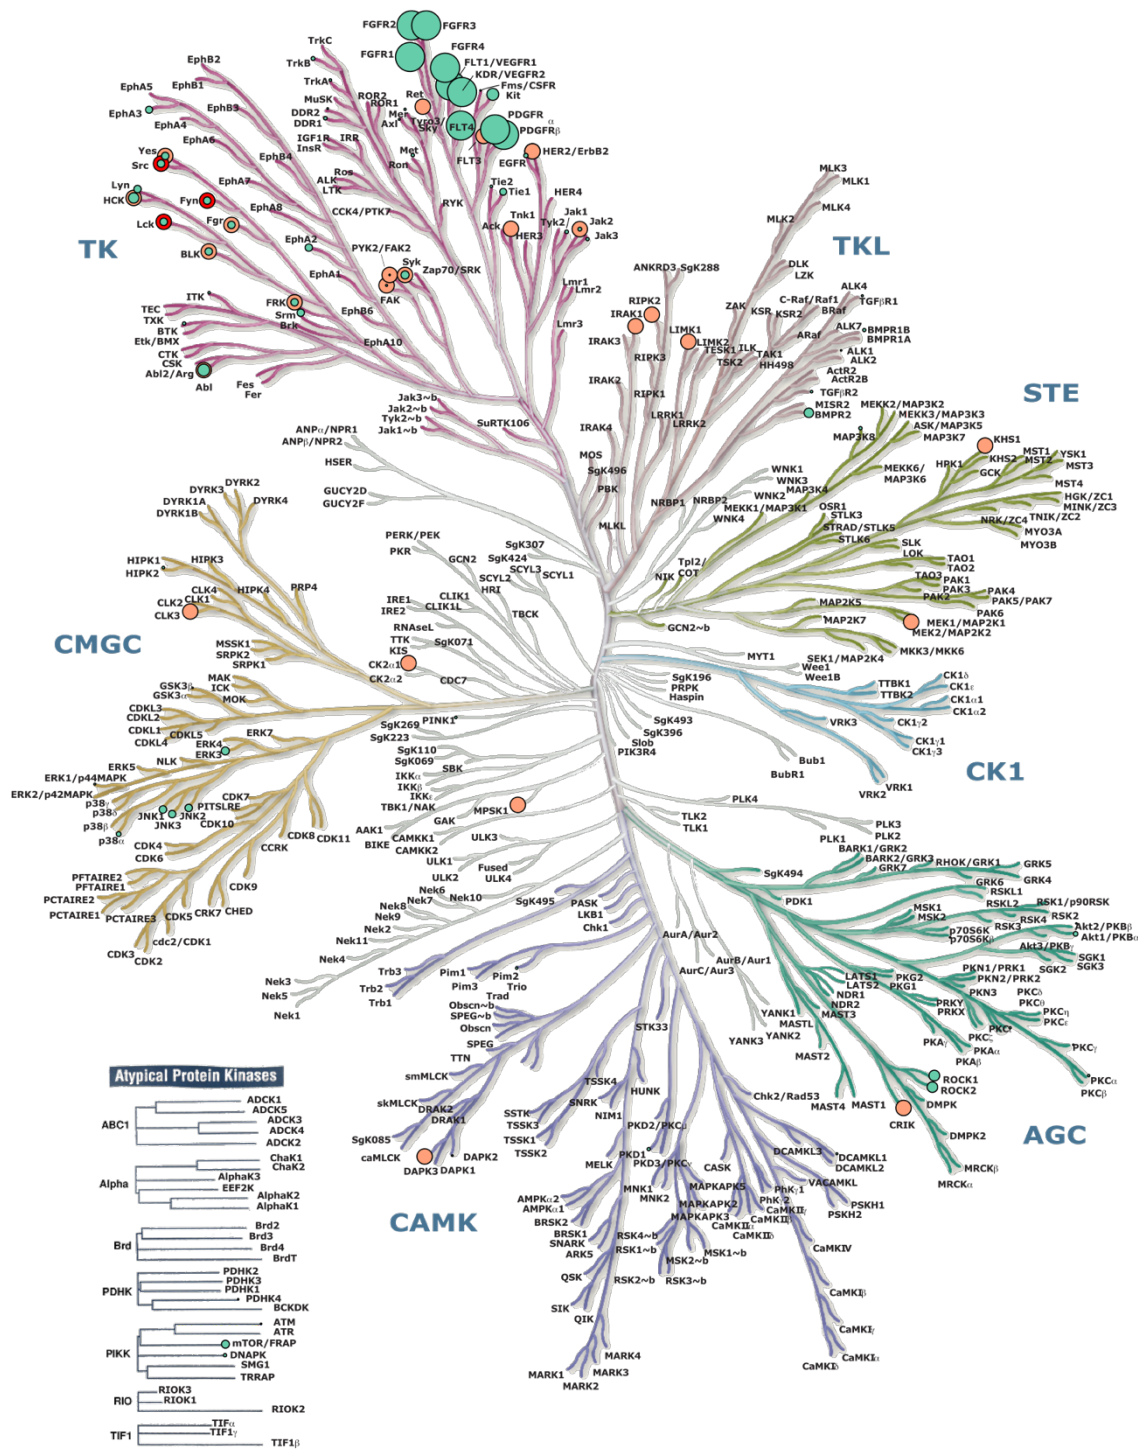 FGFR2
FGFR3
FGFR1
FGFR4
FLT1/VEGFR1
KDR/VEGFR2
Fms/CSFR
Kit
TrkC
TrkB
TrkA
EphB2
EphB1
EphA5
EphA3
EphB3
EphA4
EphA6
MuSK
ROR2
ROR1
Ret
DDR2
DDR1
Mer
Axl
Tyro3/
Sky
FLT4
PDGFR α
PDGFRβ
FLT3
EGFR
HER2/ErbB2
IGF1R
InsR
IRR
Met
Ron
Yes
Src
EphB4
Ros
ALK
LTK
Lyn
HCK
EphA7
Fyn
EphA8
CCK4/PTK7
RYK
Tie2
Tie1
HER4
Tnk1
Ack
HER3
Tyk2
Jak1
Jak2
Jak3
Lck
Fgr
EphA2
PYK2/FAK2
Syk
Zap70/SRK
TK
BLK
EphA1
FAK
Lmr1
Lmr2
Lmr3
ITK
FRK
Srm
Brk
EphB6
EphA10
TEC
TXK
BTK
Etk/BMX
CTK
CSK
Abl2/Arg
Abl
Fes
Fer
Jak3~b
Jak2~b
Tyk2~b
Jak1~b
SuRTK106
MLK3
MLK1
MLK2
MLK4
TKL
DLK
LZK
ANKRD3
SgK288
ZAK
C-Raf/Raf1
KSR
KSR2
BRaf
ALK4
TGFβR1
RIPK2
IRAK1
LIMK1
LIMK2
TESK1
TSK2
ILK
TAK1
HH498
ARaf
ALK7
BMPR1B
BMPR1A
ALK1
ALK2
ActR2
ActR2B
TGFβR2
MISR2
BMPR2
IRAK3
RIPK3
IRAK2
RIPK1
LRRK1
LRRK2
IRAK4
STE
MEKK2/MAP3K2
MEKK3/MAP3K3
ASK/MAP3K5
MAP3K8
MAP3K7
KHS1
KHS2
MST1
MST2
YSK1
MST3
HPK1
GCK
MST4
HGK/ZC1
MINK/ZC3
TNIK/ZC2
NRK/ZC4
MYO3A
MYO3B
MEKK6/
MAP3K6
MAP3K4
MEKK1/MAP3K1
OSR1
STLK3
STRAD/STLK5
STLK6
SLK
LOK
TAO1
TAO2
TAO3
PAK1
PAK3
PAK2
PAK4
PAK5/PAK7
PAK6
MOS
SgK496
PBK
MLKL
NRBP1
NRBP2
WNK1
WNK3
WNK2
WNK4
NIK
Tpl2/
COT
GCN2~b
MAP2K5
MAP2K7
MEK1/MAP2K1
MEK2/MAP2K2
SEK1/MAP2K4
MKK3/MKK6
ANPα/NPR1
ANPβ/NPR2
HSER
GUCY2D
GUCY2F
PERK/PEK
PKR
GCN2
SgK307
SgK424
SCYL3
SCYL2
SCYL1
HRI
CLIK1
CLIK1L
IRE1
IRE2
TBCK
RNAseL
TTK
KIS
SgK071
CK2α1
CK2α2
CDC7
DYRK2
DYRK3
DYRK1A
DYRK1B
DYRK4
HIPK1
HIPK2
HIPK3
HIPK4
PRP4
CLK4
CLK1
CLK2
CLK3
CMGC
MSSK1
SRPK2
SRPK1
MAK
ICK
MOK
GSK3β
GSK3α
CDKL3
CDKL2
CDKL1
CDKL4
CDKL5
ERK7
ERK4
ERK3
NLK
ERK5
ERK1/p44MAPK
ERK2/p42MAPK
p38γ
p38δ
p38β
p38α
JNK1
JNK3
JNK2
CDK7
PITSLRE
CDK10
CDK8
CDK11
CCRK
CDK4
CDK6
CDK9
PFTAIRE2
PFTAIRE1
PCTAIRE2
PCTAIRE1
PCTAIRE3
CDK5
CRK7
CHED
cdc2/CDK1
CDK3
CDK2
PINK1
SgK269
SgK223
SgK110
SgK069
SBK
IKKα
IKKβ
IKKε
TBK1/NAK
MPSK1
GAK
AAK1
BIKE
CAMKK1
CAMKK2
ULK3
ULK1
ULK2
Fused
ULK4
Nek6
Nek7
Nek10
Nek8
Nek9
Nek2
Nek11
Nek4
Nek3
Nek5
Nek1
SgK495
PASK
LKB1
Chk1
MYT1
Wee1
Wee1B
SgK196
PRPK
Haspin
SgK493
SgK396
Slob
PIK3R4
Bub1
BubR1
TTBK1
TTBK2
CK1δ
CK1ε
CK1α1
CK1α2
CK1γ2
CK1γ1
CK1γ3
VRK3
VRK2
VRK1
CK1
PLK4
PLK3
PLK2
PLK1
TLK2
TLK1
BARK1/GRK2
BARK2/GRK3
GRK7
RHOK/GRK1
GRK5
GRK4
GRK6
SgK494
PDK1
RSKL1
RSKL2
MSK1
MSK2
RSK1/p90RSK
RSK2
RSK4
RSK3
p70S6K
p70S6Kβ
Akt2/PKBβ
Akt1/PKBα
Akt3/PKBγ
SGK1
SGK2
SGK3
LATS1
LATS2
PKG2
PKG1
NDR1
NDR2
PKN1/PRK1
PKN2/PRK2
PKN3
PKCδ
PKCθ
PKCη
PKCε
PRKY
PRKX
PKCι
PKCζ
PKCγ
PKCα
PKCβ
PKAγ
PKAα
PKAβ
YANK1
YANK2
YANK3
MASTL
MAST3
MAST2
MAST4
MAST1
ROCK1
ROCK2
CRIK
DMPK
DMPK2
MRCKβ
MRCKα
AGC
AurA/Aur2
AurB/Aur1
AurC/Aur3
Trb3
Trb2
Trb1
Pim1
Pim2
Pim3
Trio
Trad
Obscn~b
SPEG~b
Obscn
SPEG
STK33
TTN
smMLCK
skMLCK
DRAK2
DRAK1
SgK085
caMLCK
DAPK3
DAPK2
DAPK1
TSSK4
SSTK
TSSK3
TSSK1
TSSK2
SNRK
NIM1
HUNK
MELK
PKD2/PKCμ
PKD1
PKD3/PKCν
MNK1
MNK2
CASK
MAPKAPK5
MAPKAPK2
MAPKAPK3
Chk2/Rad53
DCAMKL3
DCAMKL1
DCAMKL2
VACAMKL
PhKγ1
PhKγ2
PSKH1
PSKH2
CaMKIIγ
CaMKIIβ
CaMKIIα
CaMKIIδ
CaMKIV
CaMKIβ
CaMKIγ
CaMKIα
CaMKIδ
AMPKα2
AMPKα1
BRSK2
BRSK1
SNARK
ARK5
QSK
SIK
QIK
MARK4
MARK3
MARK1
MARK2
RSK4~b
RSK1~b
RSK2~b
RSK3~b
MSK2~b
MSK1~b
CAMK
Atypical Protein Kinases
ABC1
ADCK1
ADCK5
ADCK3
ADCK4
ADCK2
Alpha
ChaK1
ChaK2
AlphaK3
EEF2K
AlphaK2
AlphaK1
Brd
Brd2
Brd3
Brd4
BrdT
PDHK
PDHK2
PDHK3
PDHK1
PDHK4
BCKDK
PIKK
ATM
ATR
mTOR/FRAP
DNAPK
SMG1
TRRAP
RIO
RIOK3
RIOK1
RIOK2
TIF1
TIFα
TIF1γ
TIF1β